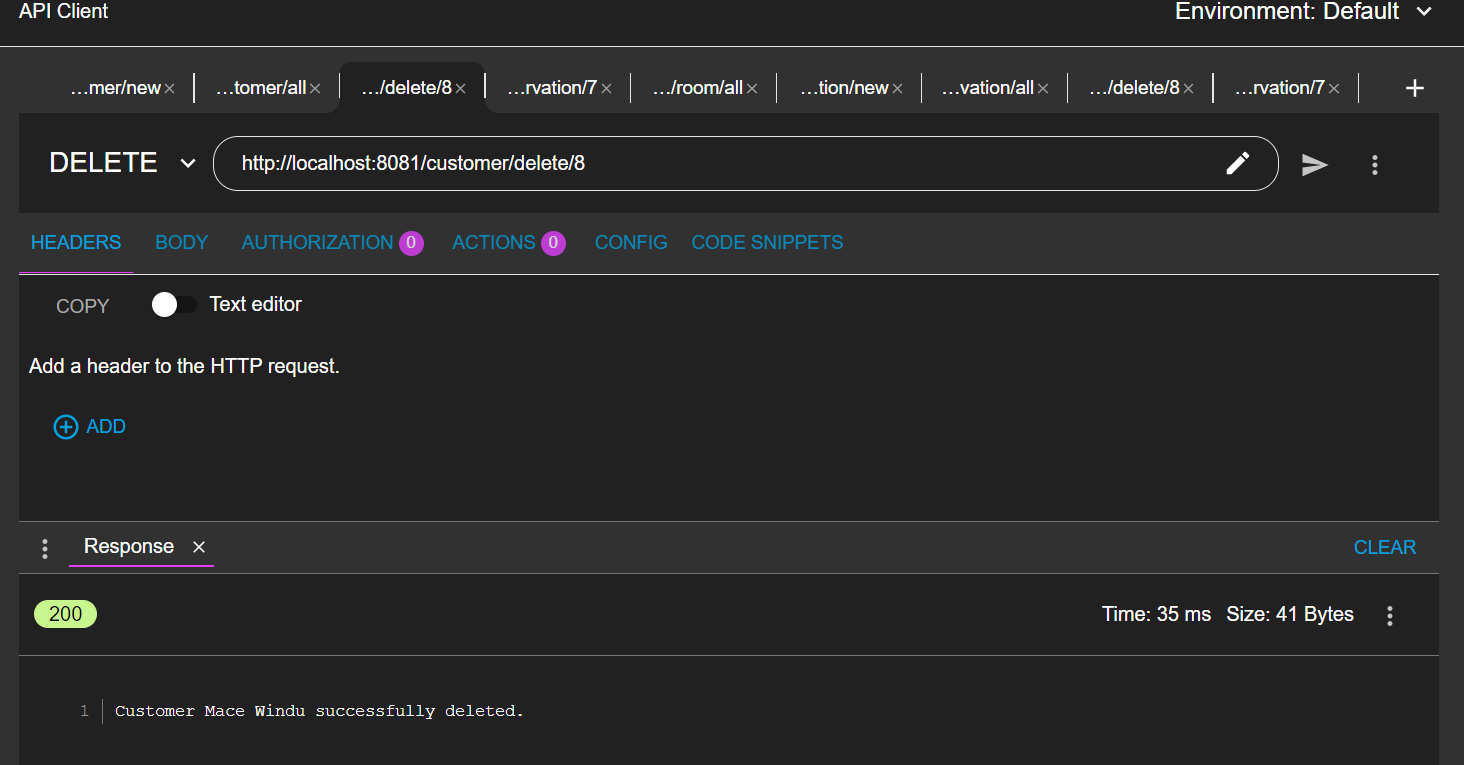 API Client
Environment: Default
...mer/new × ...tomer/all × .../delete/8 × ...rvation/7 × .../room/all × ...tion/new × ...vation/all × .../delete/8 × ...rvation/7 × +
DELETE http://localhost:8081/customer/delete/8
HEADERS BODY AUTHORIZATION 0 ACTIONS 0 CONFIG CODE SNIPPETS
COPY Text editor
Add a header to the HTTP request.
ADD
Response × CLEAR
200 Time: 35 ms Size: 41 Bytes
1 Customer Mace Windu successfully deleted.